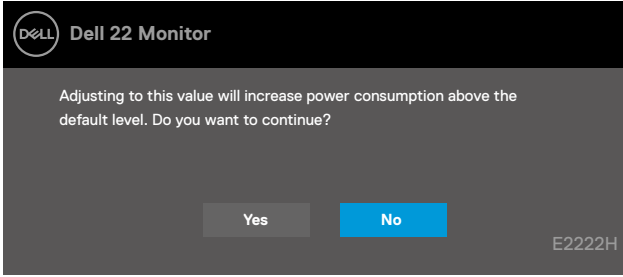 DELL Dell 22 Monitor
Adjusting to this value will increase power consumption above the
default level. Do you want to continue?
Yes No
E2222H